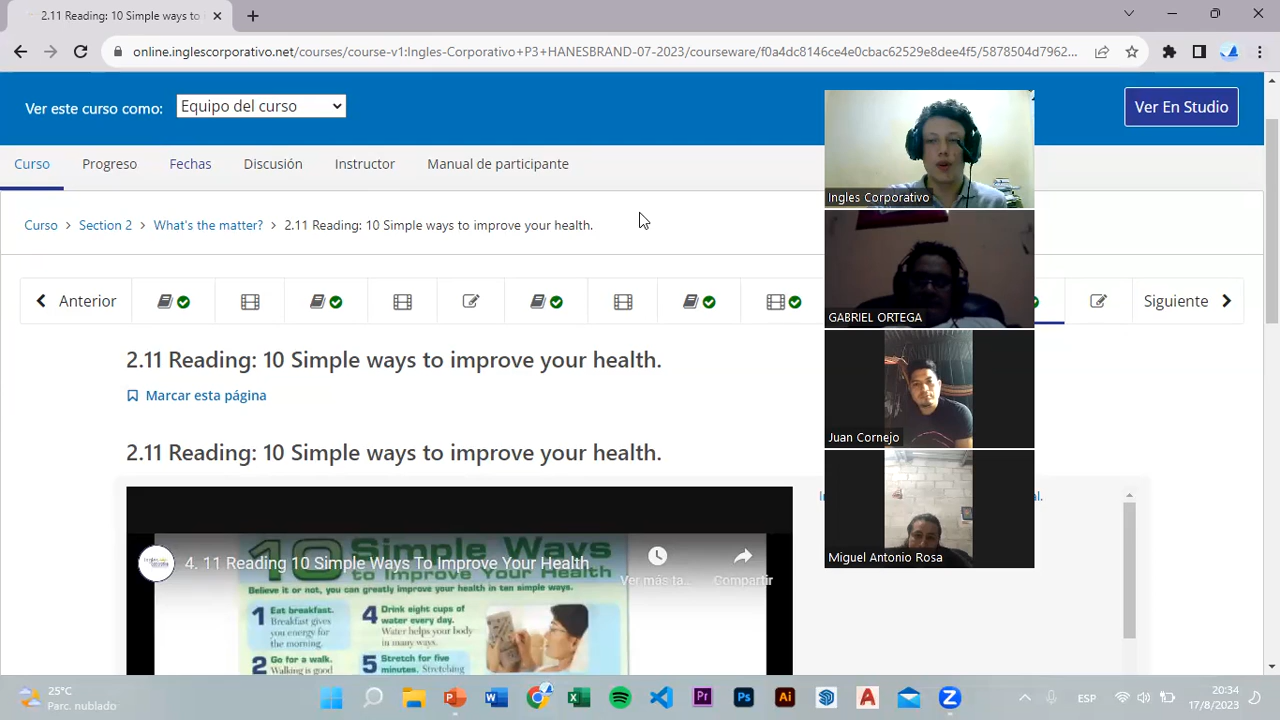 2.11 Reading: 10 Simple ways to
online.inglescorporativo.net/courses/course-v1:Ingles-Corporativo+P3+HANESBRAND-07-2023/courseware/f0a4dc8146ce4e0cbac62529e8dee4f5/5878504d7962...
Ver este curso como:
Equipo del curso
Ver En Studio
Curso
Progreso
Fechas
Discusión
Instructor
Manual de participante
Ingles Corporativo
Curso > Section 2 > What's the matter? > 2.11 Reading: 10 Simple ways to improve your health.
Anterior
Siguiente
GABRIEL ORTEGA
2.11 Reading: 10 Simple ways to improve your health.
Marcar esta página
Juan Cornejo
2.11 Reading: 10 Simple ways to improve your health.
Miguel Antonio Rosa
4. 11 Reading 10 Simple Ways To Improve Your Health
Ver más ta...
Compartir
10 Simple Ways
to Improve Your Health
Believe it or not, you can greatly improve your health in ten simple ways.
1 Eat breakfast.
Breakfast gives
you energy for
the morning.
2 Go for a walk.
Walking is good
4 Drink eight cups of
water every day.
Water helps your body
in many ways.
5 Stretch for five
minutes. Stretching
25°C
Parc. nublado
ESP
20:34
17/8/2023